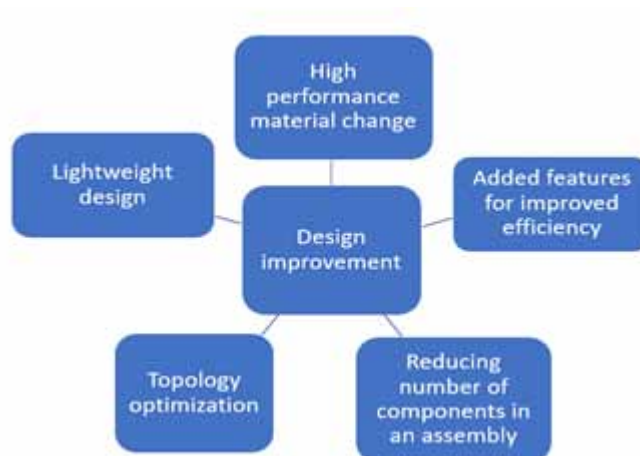 High
performance
material change
Lightweight
design
Added features
for improved
efficiency
Design
improvement
Topology
optimization
Reducing
number of
components in
an assembly